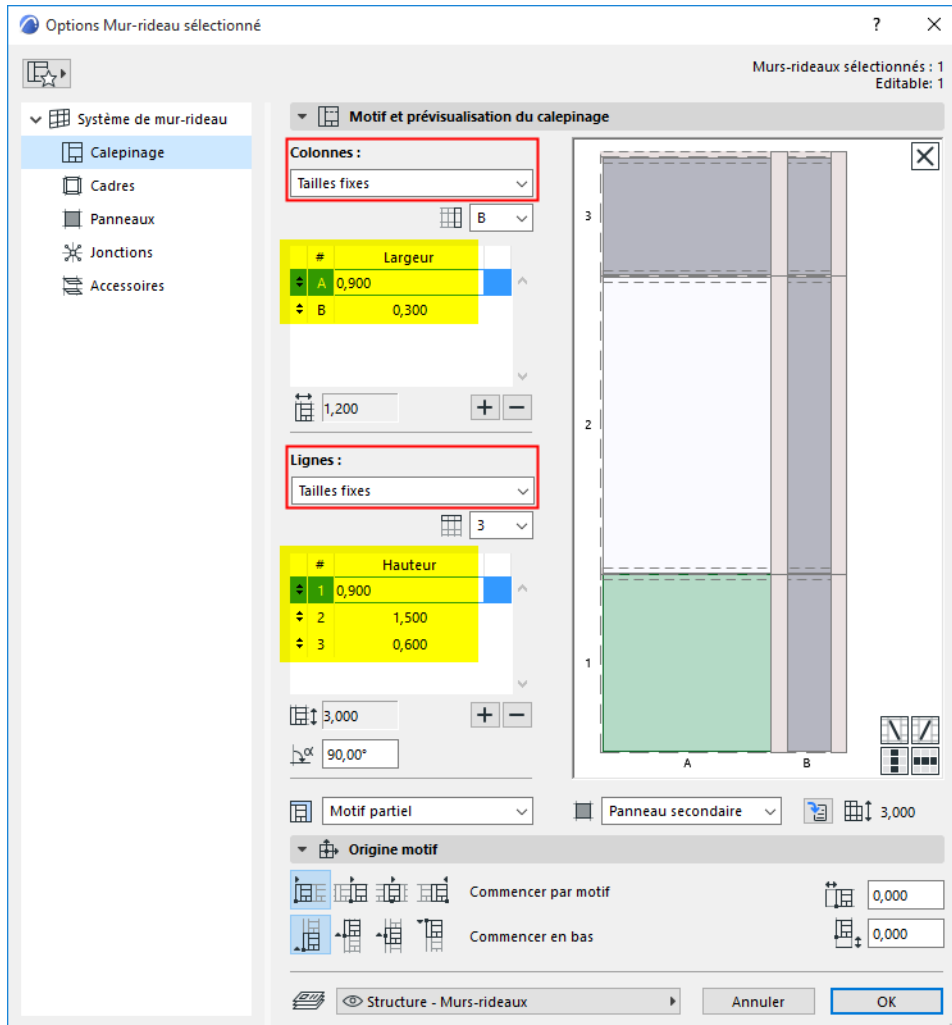 Options Mur-rideau sélectionné
?
Murs-rideaux sélectionnés : 1
Editable: 1
Système de mur-rideau
Calepinage
Cadres
Panneaux
Jonctions
Accessoires
Motif et prévisualisation du calepinage
Colonnes :
Tailles fixes
B
# Largeur
A 0,900
B 0,300
1,200
Lignes :
Tailles fixes
3
# Hauteur
1 0,900
2 1,500
3 0,600
3,000
α 90,00°
3
2
1
A B
Motif partiel
Panneau secondaire
3,000
Origine motif
Commencer par motif
0,000
Commencer en bas
0,000
Structure - Murs-rideaux
Annuler
OK